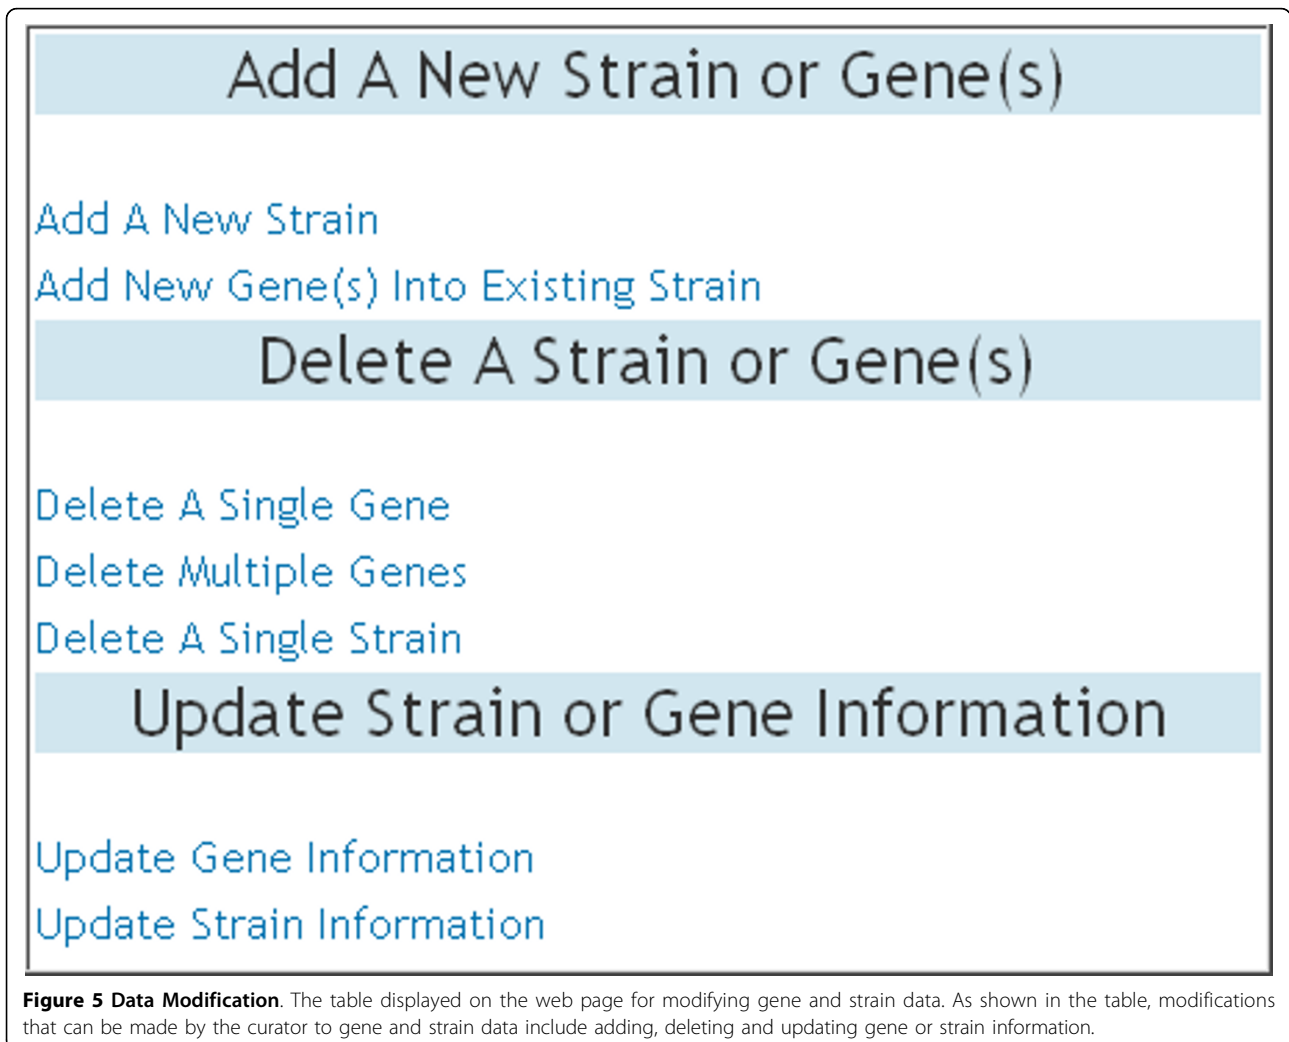 Add A New Strain or Gene(s)
Add A New Strain
Add New Gene(s) Into Existing Strain
Delete A Strain or Gene(s)
Delete A Single Gene
Delete Multiple Genes
Delete A Single Strain
Update Strain or Gene Information
Update Gene Information
Update Strain Information
Figure 5 Data Modification. The table displayed on the web page for modifying gene and strain data. As shown in the table, modifications
that can be made by the curator to gene and strain data include adding, deleting and updating gene or strain information.